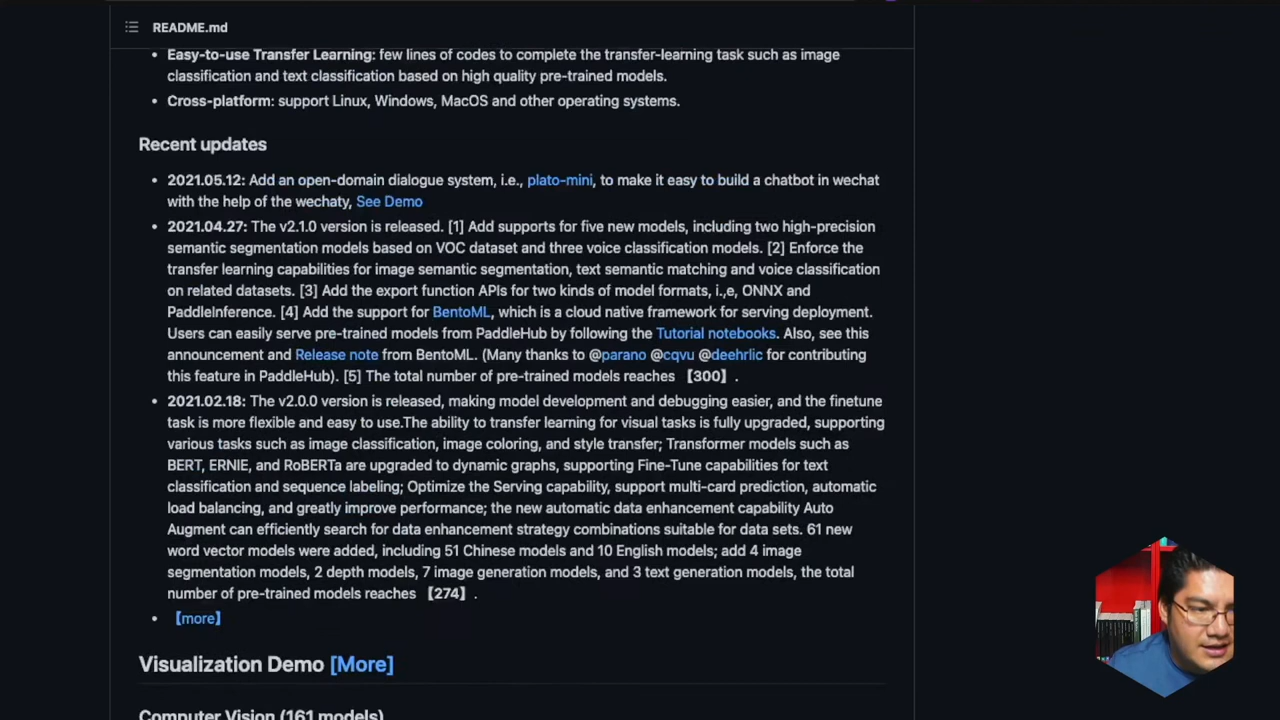 README.md
Easy-to-use Transfer Learning: few lines of codes to complete the transfer-learning task such as image
classification and text classification based on high quality pre-trained models.
Cross-platform: support Linux, Windows, MacOS and other operating systems.
Recent updates
2021.05.12: Add an open-domain dialogue system, i.e., plato-mini, to make it easy to build a chatbot in wechat
with the help of the wechaty, See Demo
2021.04.27: The v2.1.0 version is released. [1] Add supports for five new models, including two high-precision
semantic segmentation models based on VOC dataset and three voice classification models. [2] Enforce the
transfer learning capabilities for image semantic segmentation, text semantic matching and voice classification
on related datasets. [3] Add the export function APIs for two kinds of model formats, i.,e, ONNX and
PaddleInference. [4] Add the support for BentoML, which is a cloud native framework for serving deployment.
Users can easily serve pre-trained models from PaddleHub by following the Tutorial notebooks. Also, see this
announcement and Release note from BentoML. (Many thanks to @parano @cqvu @deehrlic for contributing
this feature in PaddleHub). [5] The total number of pre-trained models reaches 【300】.
2021.02.18: The v2.0.0 version is released, making model development and debugging easier, and the finetune
task is more flexible and easy to use.The ability to transfer learning for visual tasks is fully upgraded, supporting
various tasks such as image classification, image coloring, and style transfer; Transformer models such as
BERT, ERNIE, and RoBERTa are upgraded to dynamic graphs, supporting Fine-Tune capabilities for text
classification and sequence labeling; Optimize the Serving capability, support multi-card prediction, automatic
load balancing, and greatly improve performance; the new automatic data enhancement capability Auto
Augment can efficiently search for data enhancement strategy combinations suitable for data sets. 61 new
word vector models were added, including 51 Chinese models and 10 English models; add 4 image
segmentation models, 2 depth models, 7 image generation models, and 3 text generation models, the total
number of pre-trained models reaches 【274】.
【more】
Visualization Demo [More]
Computer Vision (161 models)